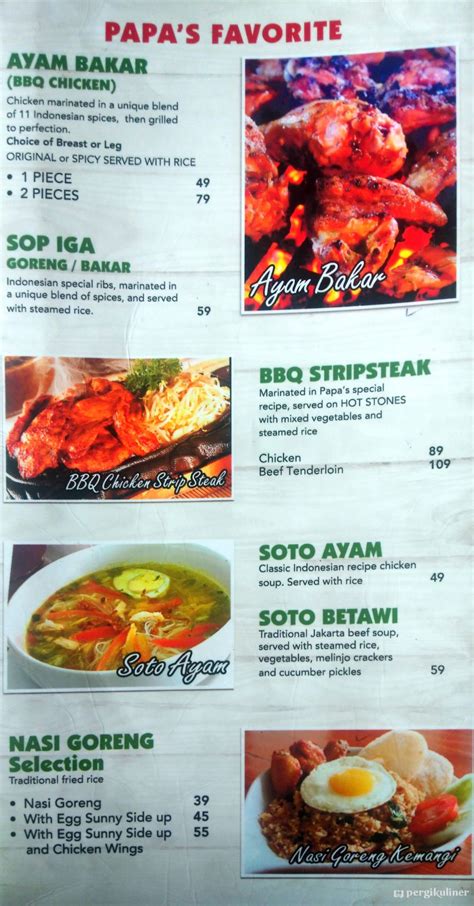 PAPA'S FAVORITE
AYAM BAKAR
(BBQ CHICKEN)
Chicken marinated in a unique blend
of 11 Indonesian spices, then grilled
to perfection.
Choice of Breast or Leg
ORIGINAL or SPICY SERVED WITH RICE
• 1 PIECE 49
• 2 PIECES 79
Ayam Bakar
SOP IGA
GORENG / BAKAR
Indonesian special ribs, marinated in
a unique blend of spices, and served
with steamed rice. 59
BBQ Chicken Strip Steak
BBQ STRIPSTEAK
Marinated in Papa's special
recipe, served on HOT STONES
with mixed vegetables and
steamed rice
Chicken 89
Beef Tenderloin 109
Soto Ayam
SOTO AYAM
Classic Indonesian recipe chicken
soup. Served with rice 49
SOTO BETAWI
Traditional Jakarta beef soup,
served with steamed rice,
vegetables, melinjo crackers
and cucumber pickles 59
NASI GORENG
Selection
Traditional fried rice
• Nasi Goreng 39
• With Egg Sunny Side up 45
• With Egg Sunny Side up 55
and Chicken Wings
Nasi Goreng Kemangi
pergikuliner